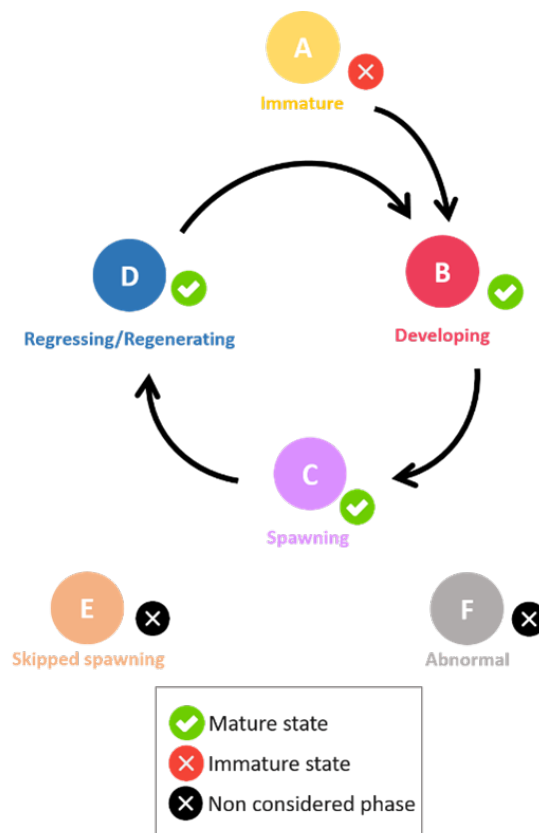 A
Immature
D
B
Regressing/Regenerating
Developing
C
Spawning
E
F
Skipped spawning
Abnormal
Mature state
Immature state
Non considered phase